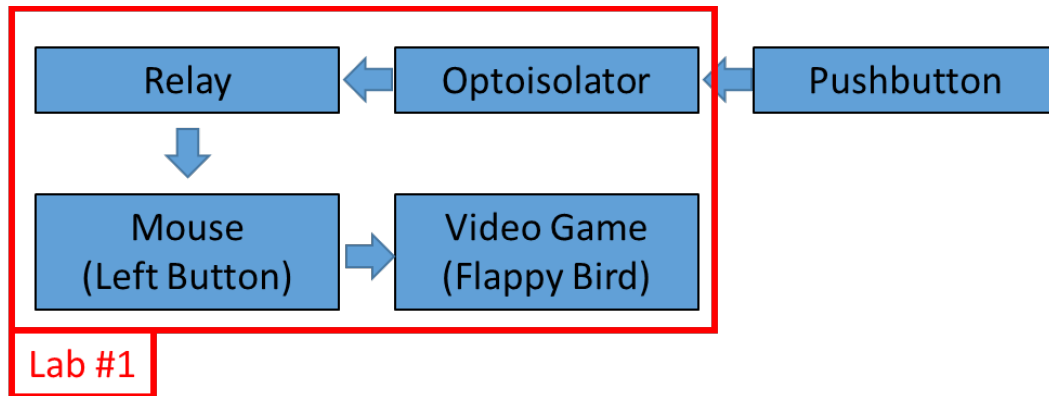 Relay
Optoisolator
Pushbutton
Mouse
(Left Button)
Video Game
(Flappy Bird)
Lab #1